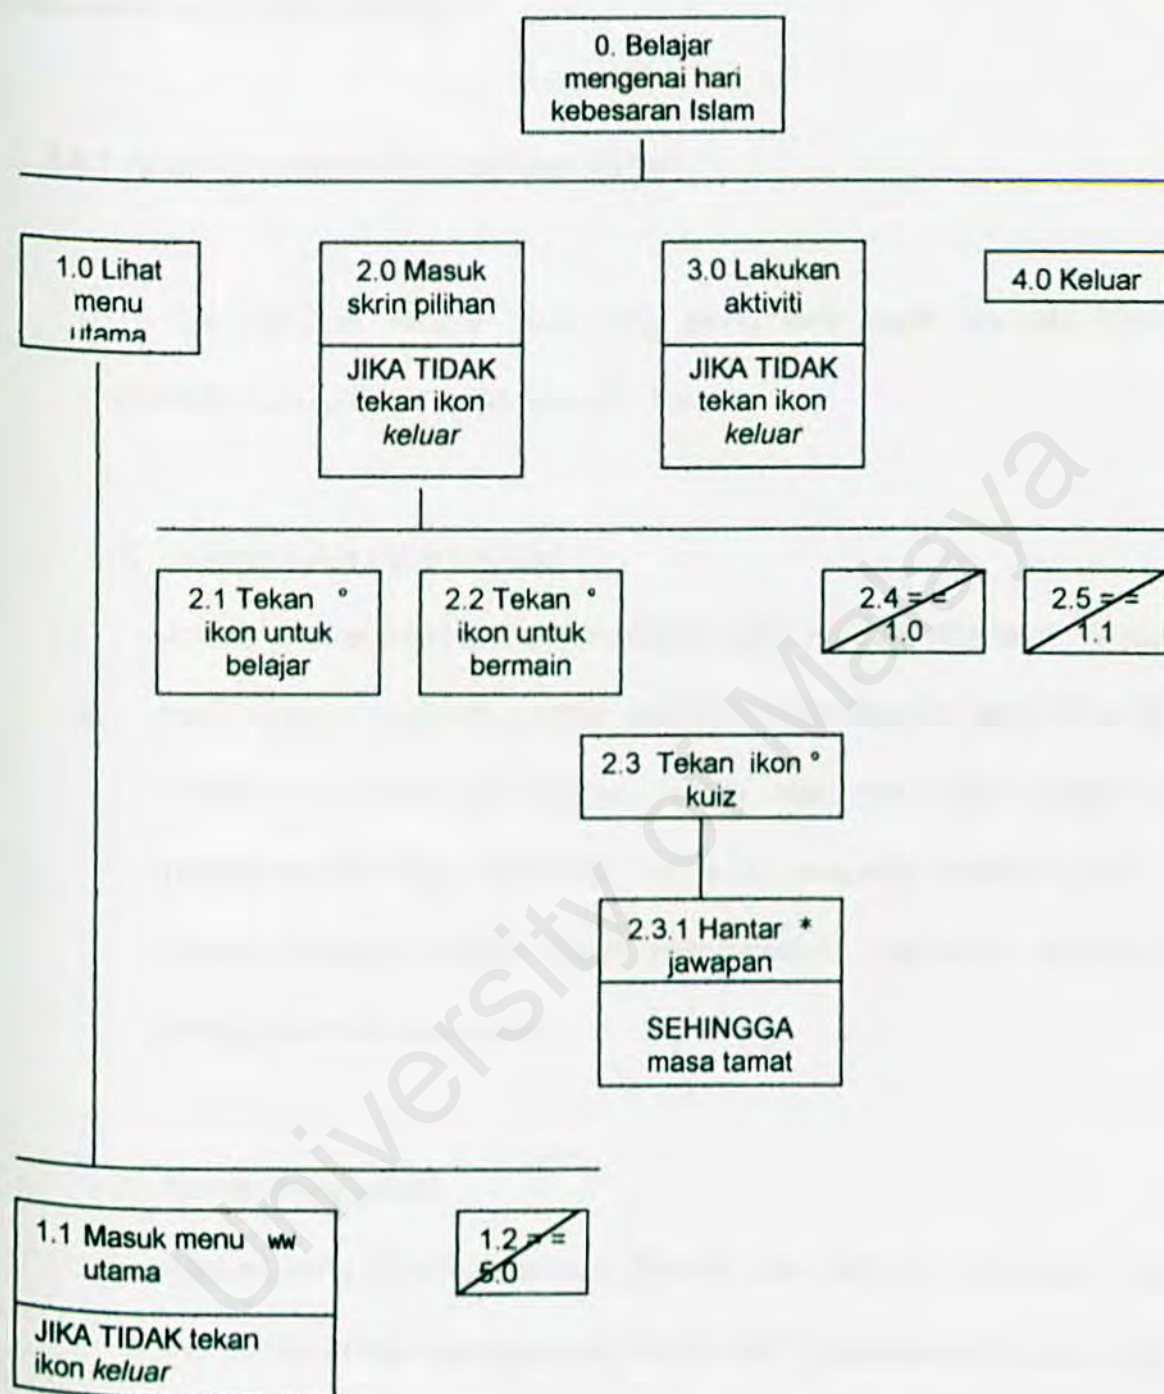 0. Belajar
mengenai hari
kebesaran Islam
1.0 Lihat
menu
utama
2.0 Masuk
skrin pilihan
JIKA TIDAK
tekan ikon
keluar
3.0 Lakukan
aktiviti
JIKA TIDAK
tekan ikon
keluar
4.0 Keluar
2.1 Tekan °
ikon untuk
belajar
2.2 Tekan °
ikon untuk
bermain
2.4 = =
1.0
2.5 = =
1.1
2.3 Tekan ikon °
kuiz
2.3.1 Hantar *
jawapan
SEHINGGA
masa tamat
1.1 Masuk menu ww
utama
JIKA TIDAK tekan
ikon keluar
1.2 = =
5.0
University of Malaya